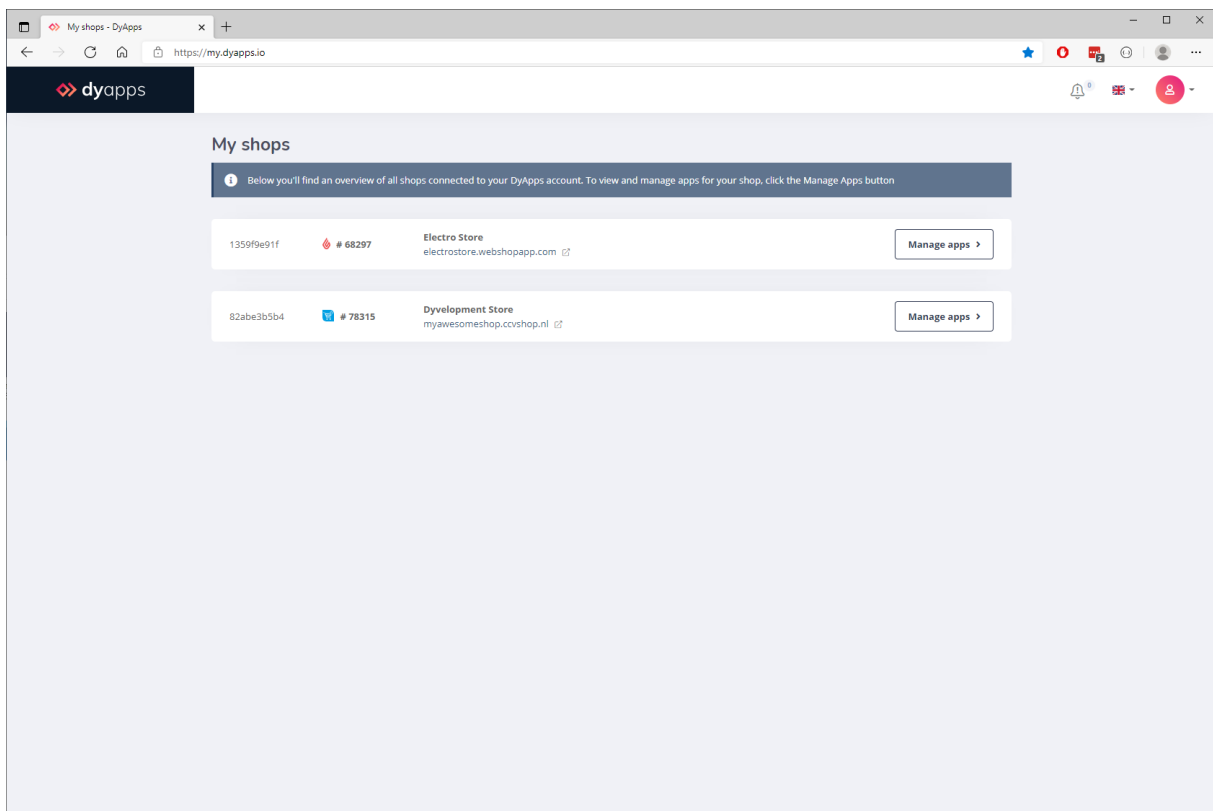 My shops - DyApps
https://my.dyapps.io
2
dyapps
0
My shops
Below you'll find an overview of all shops connected to your DyApps account. To view and manage apps for your shop, click the Manage Apps button
1359f9e91f # 68297 Electro Store Manage apps
electrostore.webshopapp.com
82abe3b5b4 # 78315 Dyvelopment Store Manage apps
myawesomeshop.ccvshop.nl